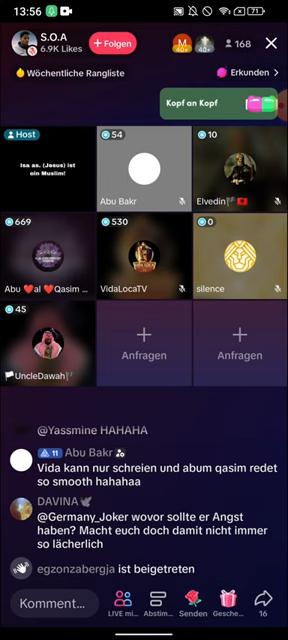 13:56
71
S.O.A
6.9K Likes
+ Folgen
M
40+
40+
168
Wöchentliche Rangliste
Erkunden >
Kopf an Kopf
Host
Isa as. (Jesus) ist
ein Muslim!
54
Abu Bakr
10
Elvedin🏴🇦🇱
669
Abu ❤️al ❤️Qasim ...
530
VidaLocaTV
0
silence
45
🏳️UncleDawah🏴
Anfragen
Anfragen
@Yassmine HAHAHA
11 Abu Bakr
Vida kann nur schreien und abum qasim redet
so smooth hahahaa
DAVINA🕊
@Germany_Joker wovor sollte er Angst
haben? Macht euch doch damit nicht immer
so lächerlich
egzonzabergja ist beigetreten
Komment...
LIVE mi...
Abstim...
Senden
Gesche...
16